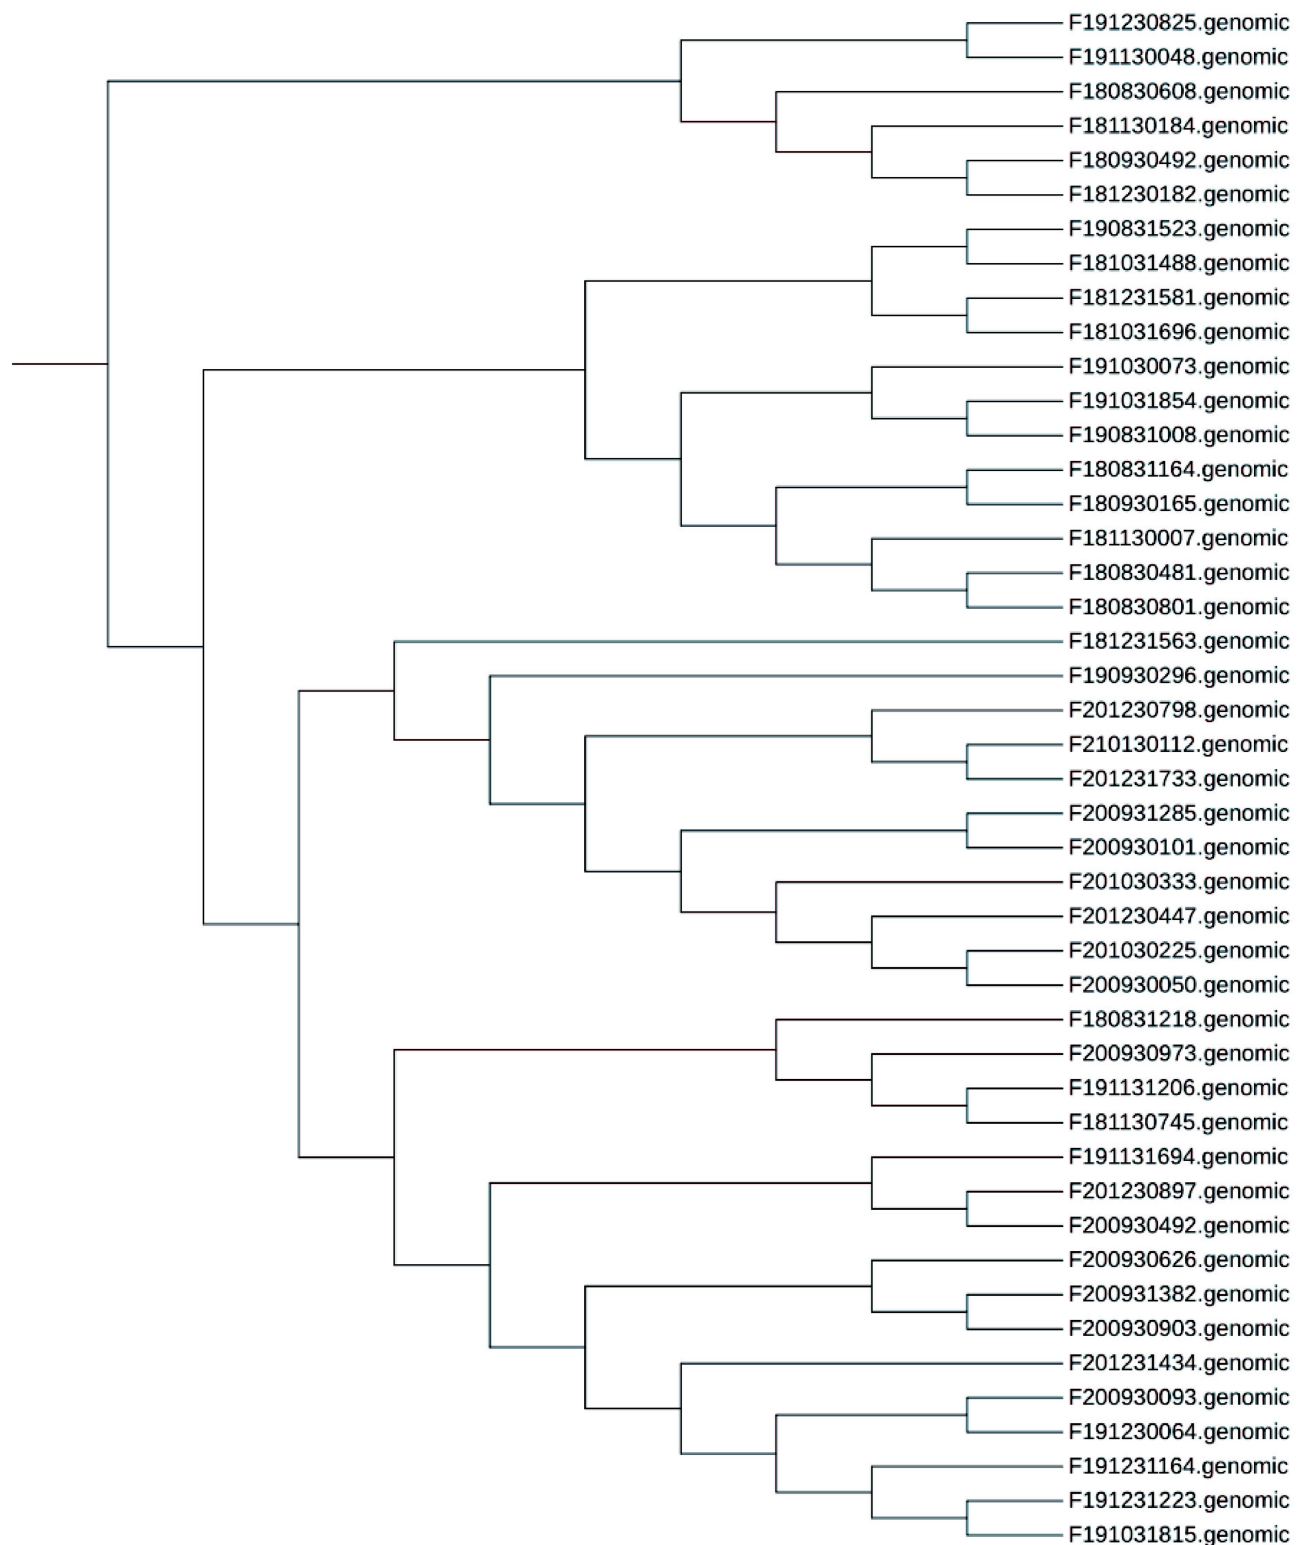 F191230825.genomic
F191130048.genomic
F180830608.genomic
F181130184.genomic
F180930492.genomic
F181230182.genomic
F190831523.genomic
F181031488.genomic
F181231581.genomic
F181031696.genomic
F191030073.genomic
F191031854.genomic
F190831008.genomic
F180831164.genomic
F180930165.genomic
F181130007.genomic
F180830481.genomic
F180830801.genomic
F181231563.genomic
F190930296.genomic
F201230798.genomic
F210130112.genomic
F201231733.genomic
F200931285.genomic
F200930101.genomic
F201030333.genomic
F201230447.genomic
F201030225.genomic
F200930050.genomic
F180831218.genomic
F200930973.genomic
F191131206.genomic
F181130745.genomic
F191131694.genomic
F201230897.genomic
F200930492.genomic
F200930626.genomic
F200931382.genomic
F200930903.genomic
F201231434.genomic
F200930093.genomic
F191230064.genomic
F191231164.genomic
F191231223.genomic
F191031815.genomic